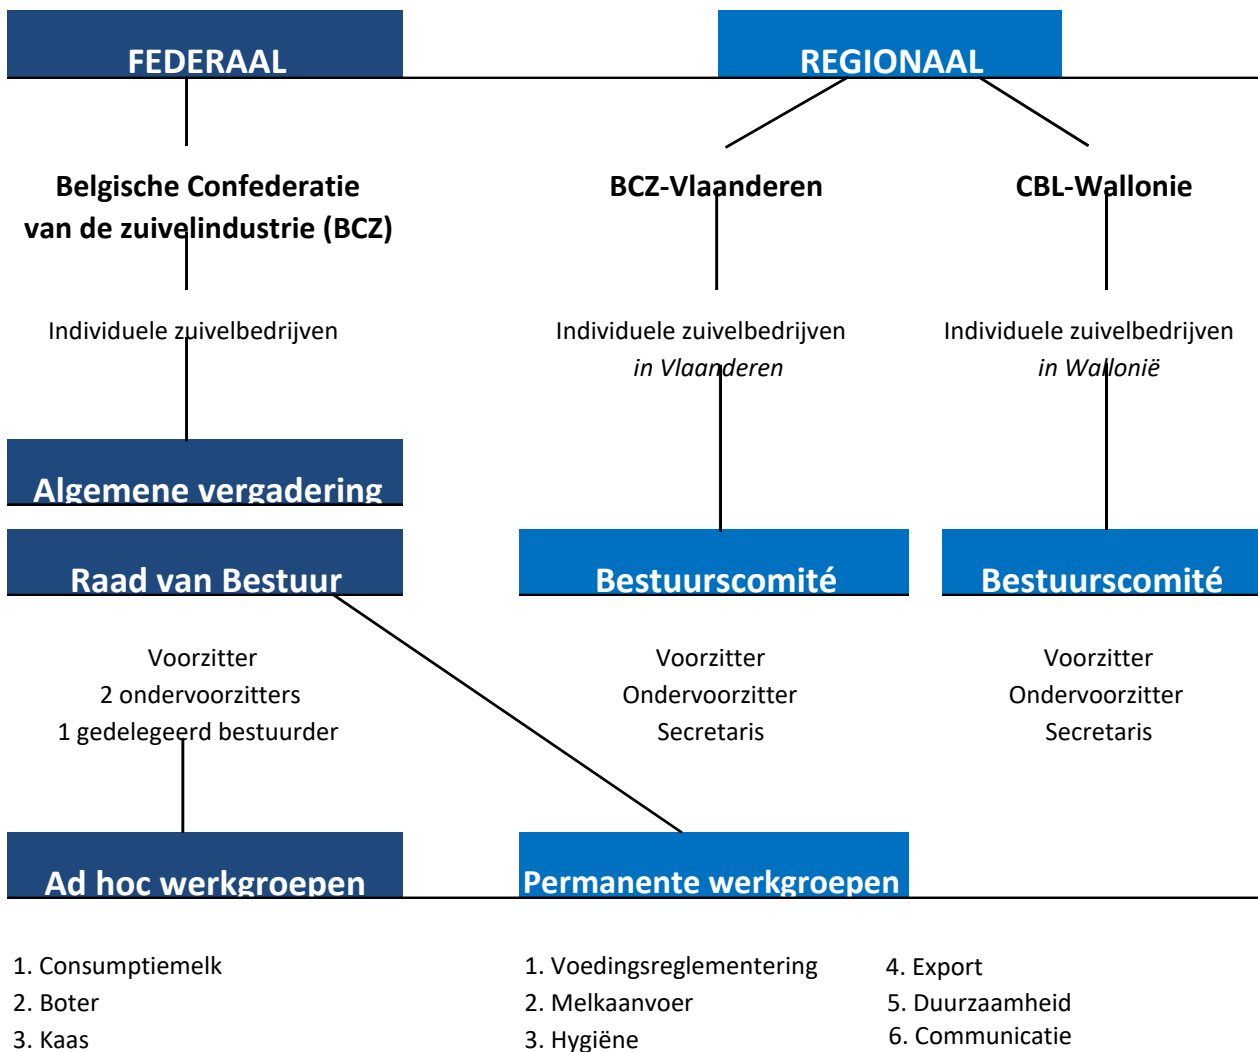 FEDERAAL
REGIONAAL
Belgische Confederatie
van de zuivelindustrie (BCZ)
BCZ-Vlaanderen
CBL-Wallonie
Individuele zuivelbedrijven
Individuele zuivelbedrijven
in Vlaanderen
Individuele zuivelbedrijven
in Wallonië
Algemene vergadering
Raad van Bestuur
Bestuurscomité
Bestuurscomité
Voorzitter
2 ondervoorzitters
1 gedelegeerd bestuurder
Voorzitter
Ondervoorzitter
Secretaris
Voorzitter
Ondervoorzitter
Secretaris
Ad hoc werkgroepen
Permanente werkgroepen
1. Consumptiemelk
2. Boter
3. Kaas
1. Voedingsreglementering
2. Melkaanvoer
3. Hygiëne
4. Export
5. Duurzaamheid
6. Communicatie